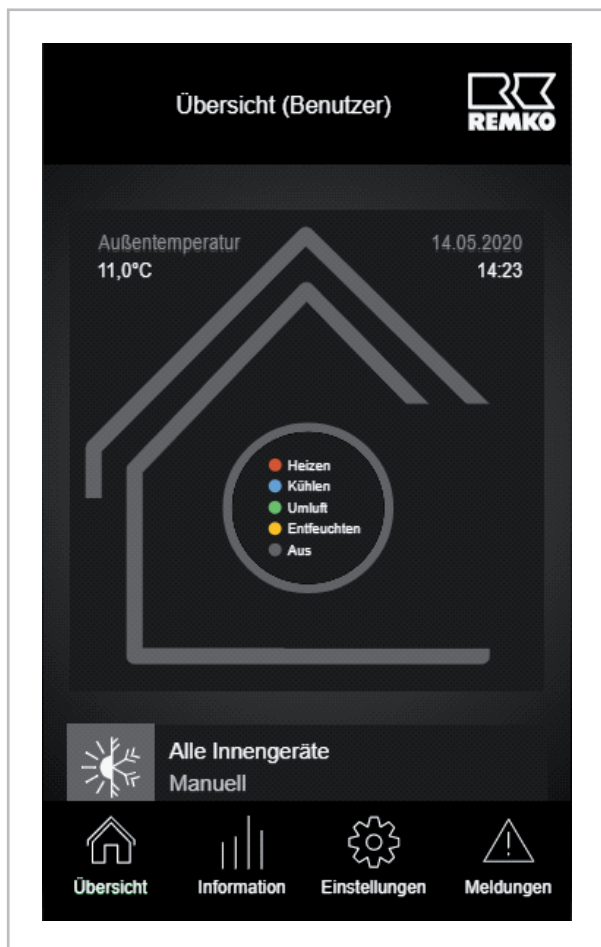 Übersicht (Benutzer)
REMKO
Außentemperatur
14.05.2020
11,0°C
14:23
Heizen
Kühlen
Umluft
Entfeuchten
Aus
Alle Innengeräte
Manuell
Übersicht
Information
Einstellungen
Meldungen